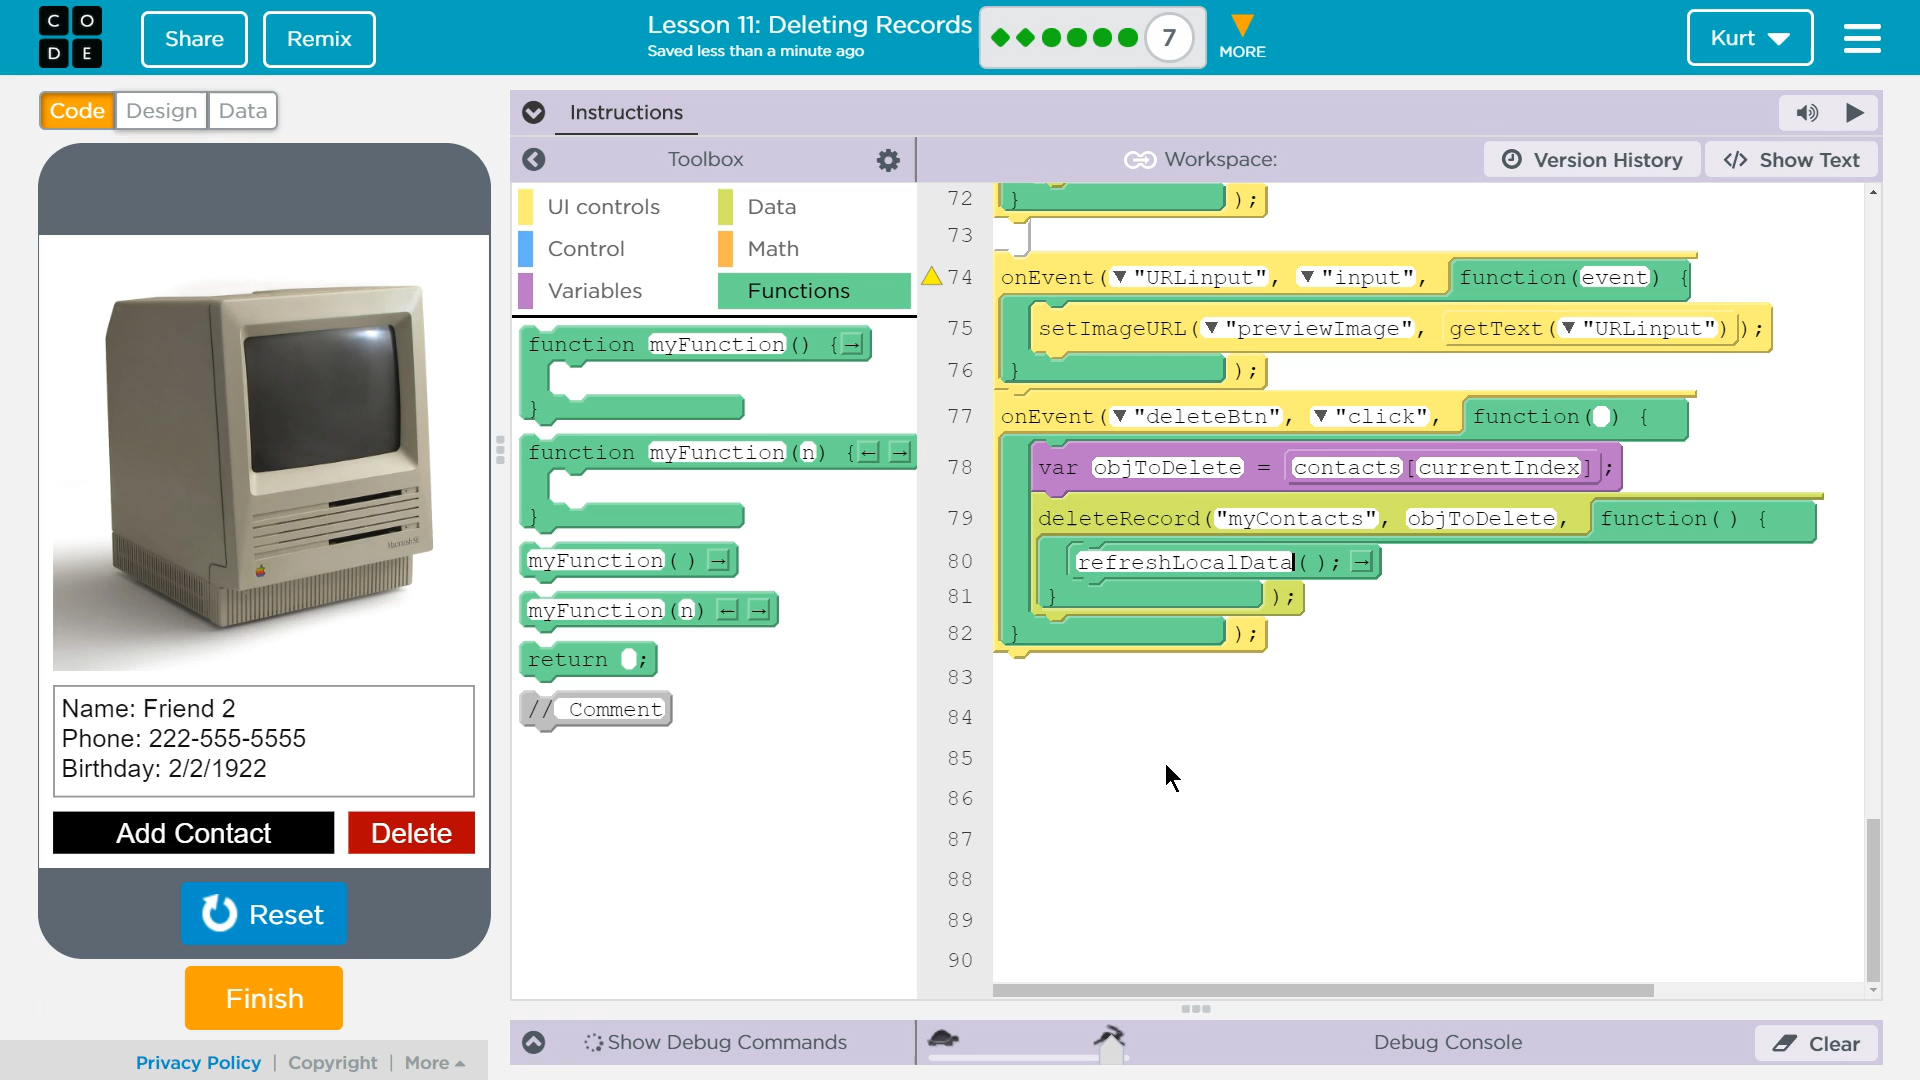 CODE
Share
Remix
Lesson 11: Deleting Records
Saved less than a minute ago
7
MORE
Kurt
Code
Design
Data
Instructions
Toolbox
Workspace:
Version History
</> Show Text
UI controls
Data
Control
Math
Variables
Functions
function myFunction() {
}
function myFunction(n) {
}
myFunction()
myFunction(n)
return ;
// Comment
72 } );
73
74 onEvent( "URLinput", "input", function(event) {
75 setImageURL( "previewImage", getText( "URLinput") );
76 } );
77 onEvent( "deleteBtn", "click", function( ) {
78 var objToDelete = contacts[currentIndex];
79 deleteRecord("myContacts", objToDelete, function() {
80 refreshLocalData();
81 } );
82 } );
83
84
85
86
87
88
89
90
Macintosh SE
Name: Friend 2
Phone: 222-555-5555
Birthday: 2/2/1922
Add Contact
Delete
Reset
Finish
Privacy Policy | Copyright | More
Show Debug Commands
Debug Console
Clear